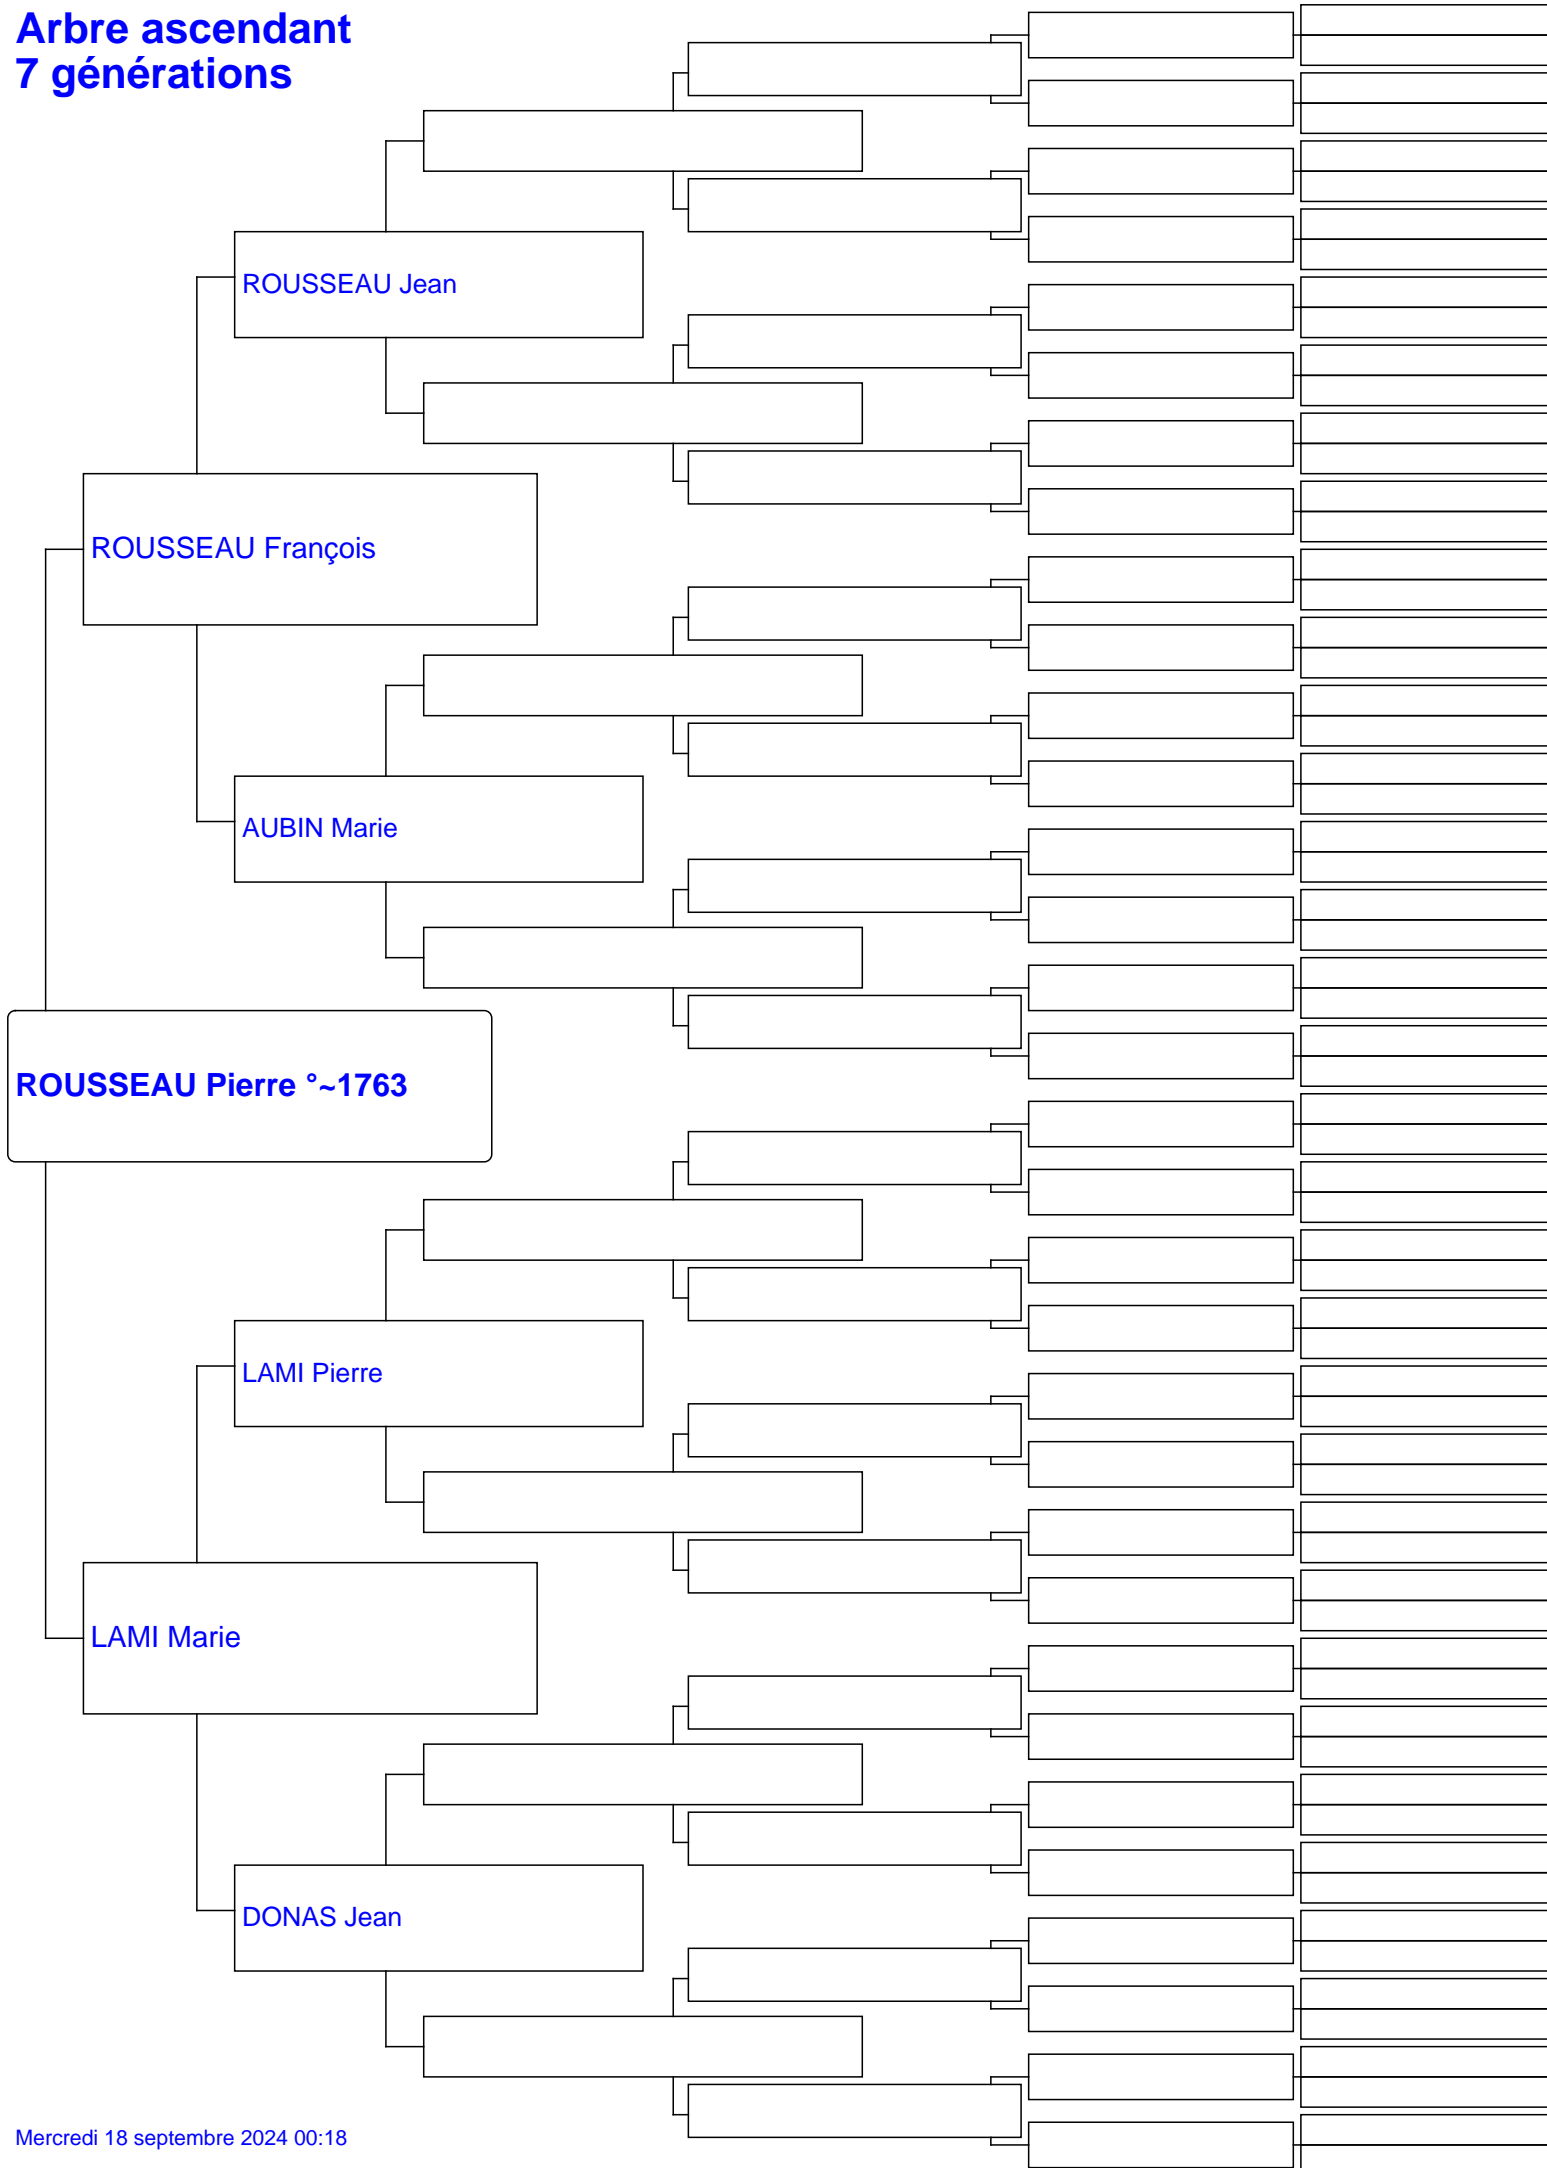 Arbre ascendant
7 générations
ROUSSEAU Jean
ROUSSEAU François
AUBIN Marie
ROUSSEAU Pierre °~1763
LAMI Pierre
LAMI Marie
DONAS Jean
Mercredi 18 septembre 2024 00:18